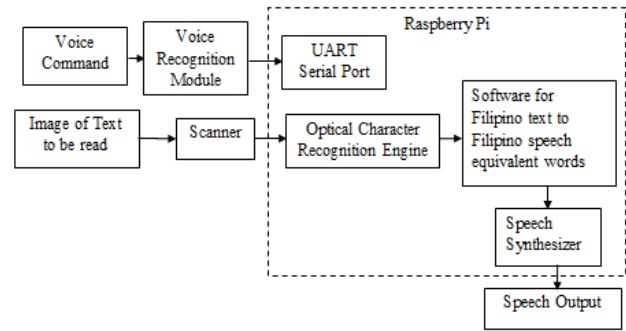 Raspberry Pi
Voice
Command
Voice
Recognition
Module
UART
Serial Port
Image of Text
to be read
Scanner
Optical Character
Recognition Engine
Software for
Filipino text to
Filipino speech
equivalent words
Speech
Synthesizer
Speech Output